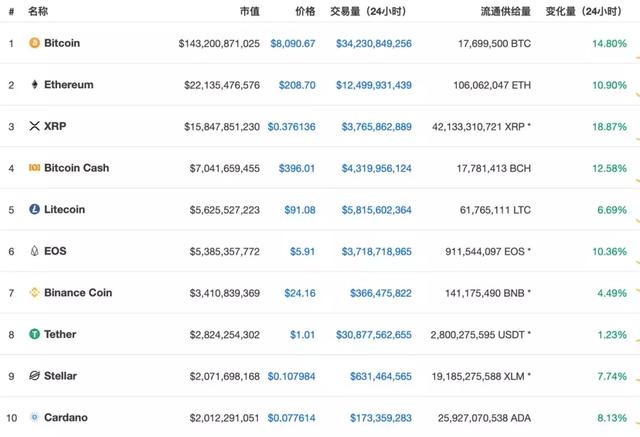 # 名称 市值 价格 交易量（24小时） 流通供给量 变化量（24小时）
1 Bitcoin $143,200,871,025 $8,090.67 $34,230,849,256 17,699,500 BTC 14.80%
2 Ethereum $22,135,476,576 $208.70 $12,499,931,439 106,062,047 ETH 10.90%
3 XRP $15,847,851,230 $0.376136 $3,765,862,889 42,133,310,721 XRP * 18.87%
4 Bitcoin Cash $7,041,659,455 $396.01 $4,319,956,124 17,781,413 BCH 12.58%
5 Litecoin $5,625,527,223 $91.08 $5,815,602,364 61,765,111 LTC 6.69%
6 EOS $5,385,357,772 $5.91 $3,718,718,965 911,544,097 EOS * 10.36%
7 Binance Coin $3,410,839,369 $24.16 $366,475,822 141,175,490 BNB * 4.49%
8 Tether $2,824,254,302 $1.01 $30,877,562,655 2,800,275,595 USDT * 1.23%
9 Stellar $2,071,698,168 $0.107984 $631,464,565 19,185,275,588 XLM * 7.74%
10 Cardano $2,012,291,051 $0.077614 $173,359,283 25,927,070,538 ADA 8.13%